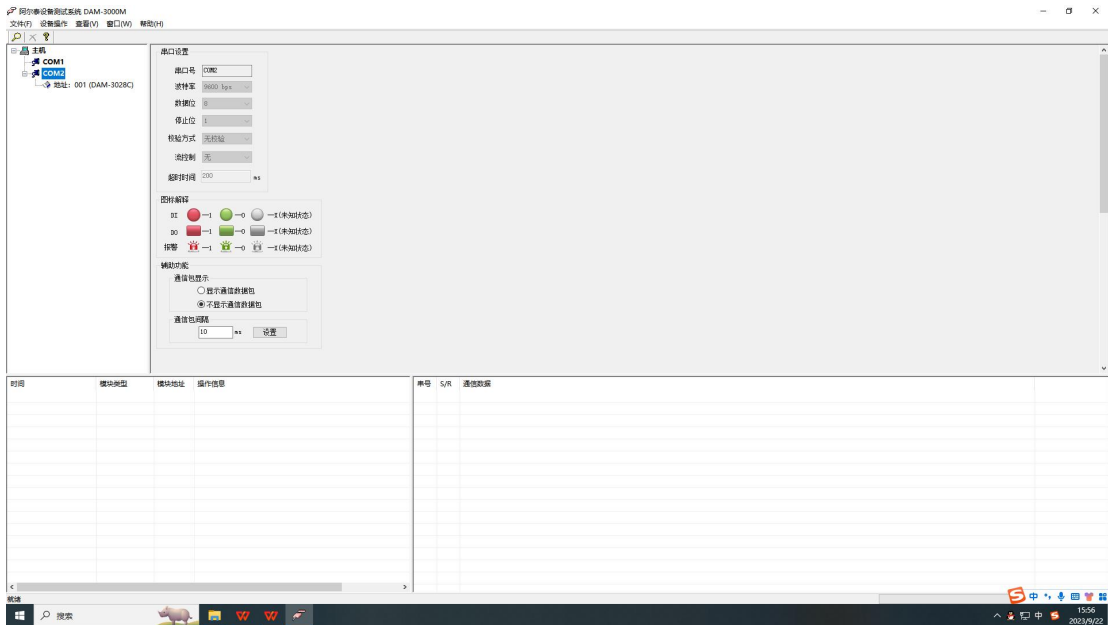 阿尔泰设备测试系统 DAM-3000M
文件(F) 设备操作 查看(V) 窗口(W) 帮助(H)
主机
COM1
COM2
地址: 001 (DAM-3028C)
串口设置
串口号 COM2
波特率 9600 bps
数据位 8
停止位 1
校验方式 无校验
流控制 无
超时时间 200 ms
图标解释
DI —1 —0 —X(未知状态)
DO —1 —0 —X(未知状态)
报警 —1 —0 —X(未知状态)
辅助功能
通信包显示
显示通信数据包
不显示通信数据包
通信包间隔
10 ms 设置
时间 模块类型 模块地址 操作信息
串号 S/R 通信数据
就绪
中
搜索
中
15:56
2023/9/22